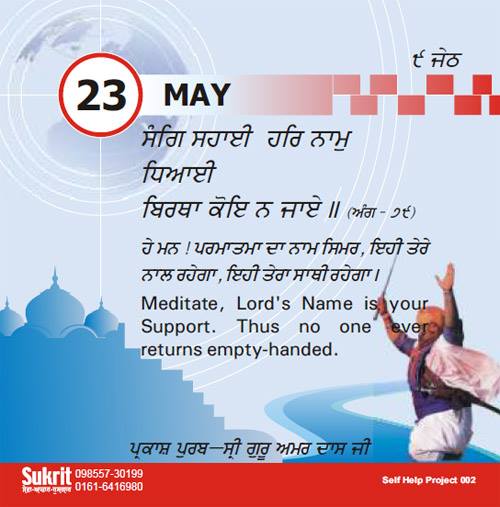 ੯ ਜੇਠ
23 MAY
ਸੰਗਿ ਸਹਾਈ ਹਰਿ ਨਾਮੁ
ਧਿਆਈ
ਬਿਰਥਾ ਕੋਇ ਨ ਜਾਏ ॥ (ਅੰਗ - ੭੯)
ਹੇ ਮਨ ! ਪਰਮਾਤਮਾ ਦਾ ਨਾਮ ਸਿਮਰ, ਇਹੀ ਤੇਰੇ
ਨਾਲ ਰਹੇਗਾ, ਇਹੀ ਤੇਰਾ ਸਾਥੀ ਰਹੇਗਾ।
Meditate, Lord's Name is your
Support. Thus no one ever
returns empty-handed.
ਪ੍ਰਕਾਸ਼ ਪੁਰਬ—ਸ੍ਰੀ ਗੁਰੂ ਅਮਰ ਦਾਸ ਜੀ
Sukrit 098557-30199
0161-6416980
Self Help Project 002